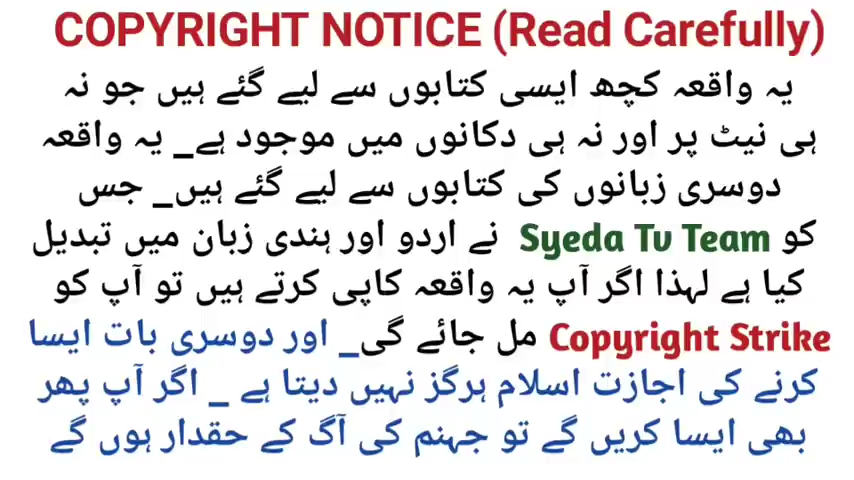 COPYRIGHT NOTICE (Read Carefully)
یہ واقعہ کچھ ایسی کتابوں سے لیے گئے ہیں جو نہ
ہی نیٹ پر اور نہ ہی دکانوں میں موجود ہے_ یہ واقعہ
دوسری زبانوں کی کتابوں سے لیے گئے ہیں_ جس
کو Syeda Tv Team نے اردو اور ہندی زبان میں تبدیل
کیا ہے لہذا اگر آپ یہ واقعہ کاپی کرتے ہیں تو آپ کو
Copyright Strike مل جائے گی_ اور دوسری بات ایسا
کرنے کی اجازت اسلام ہرگز نہیں دیتا ہے _ اگر آپ پھر
بھی ایسا کریں گے تو جہنم کی آگ کے حقدار ہوں گے